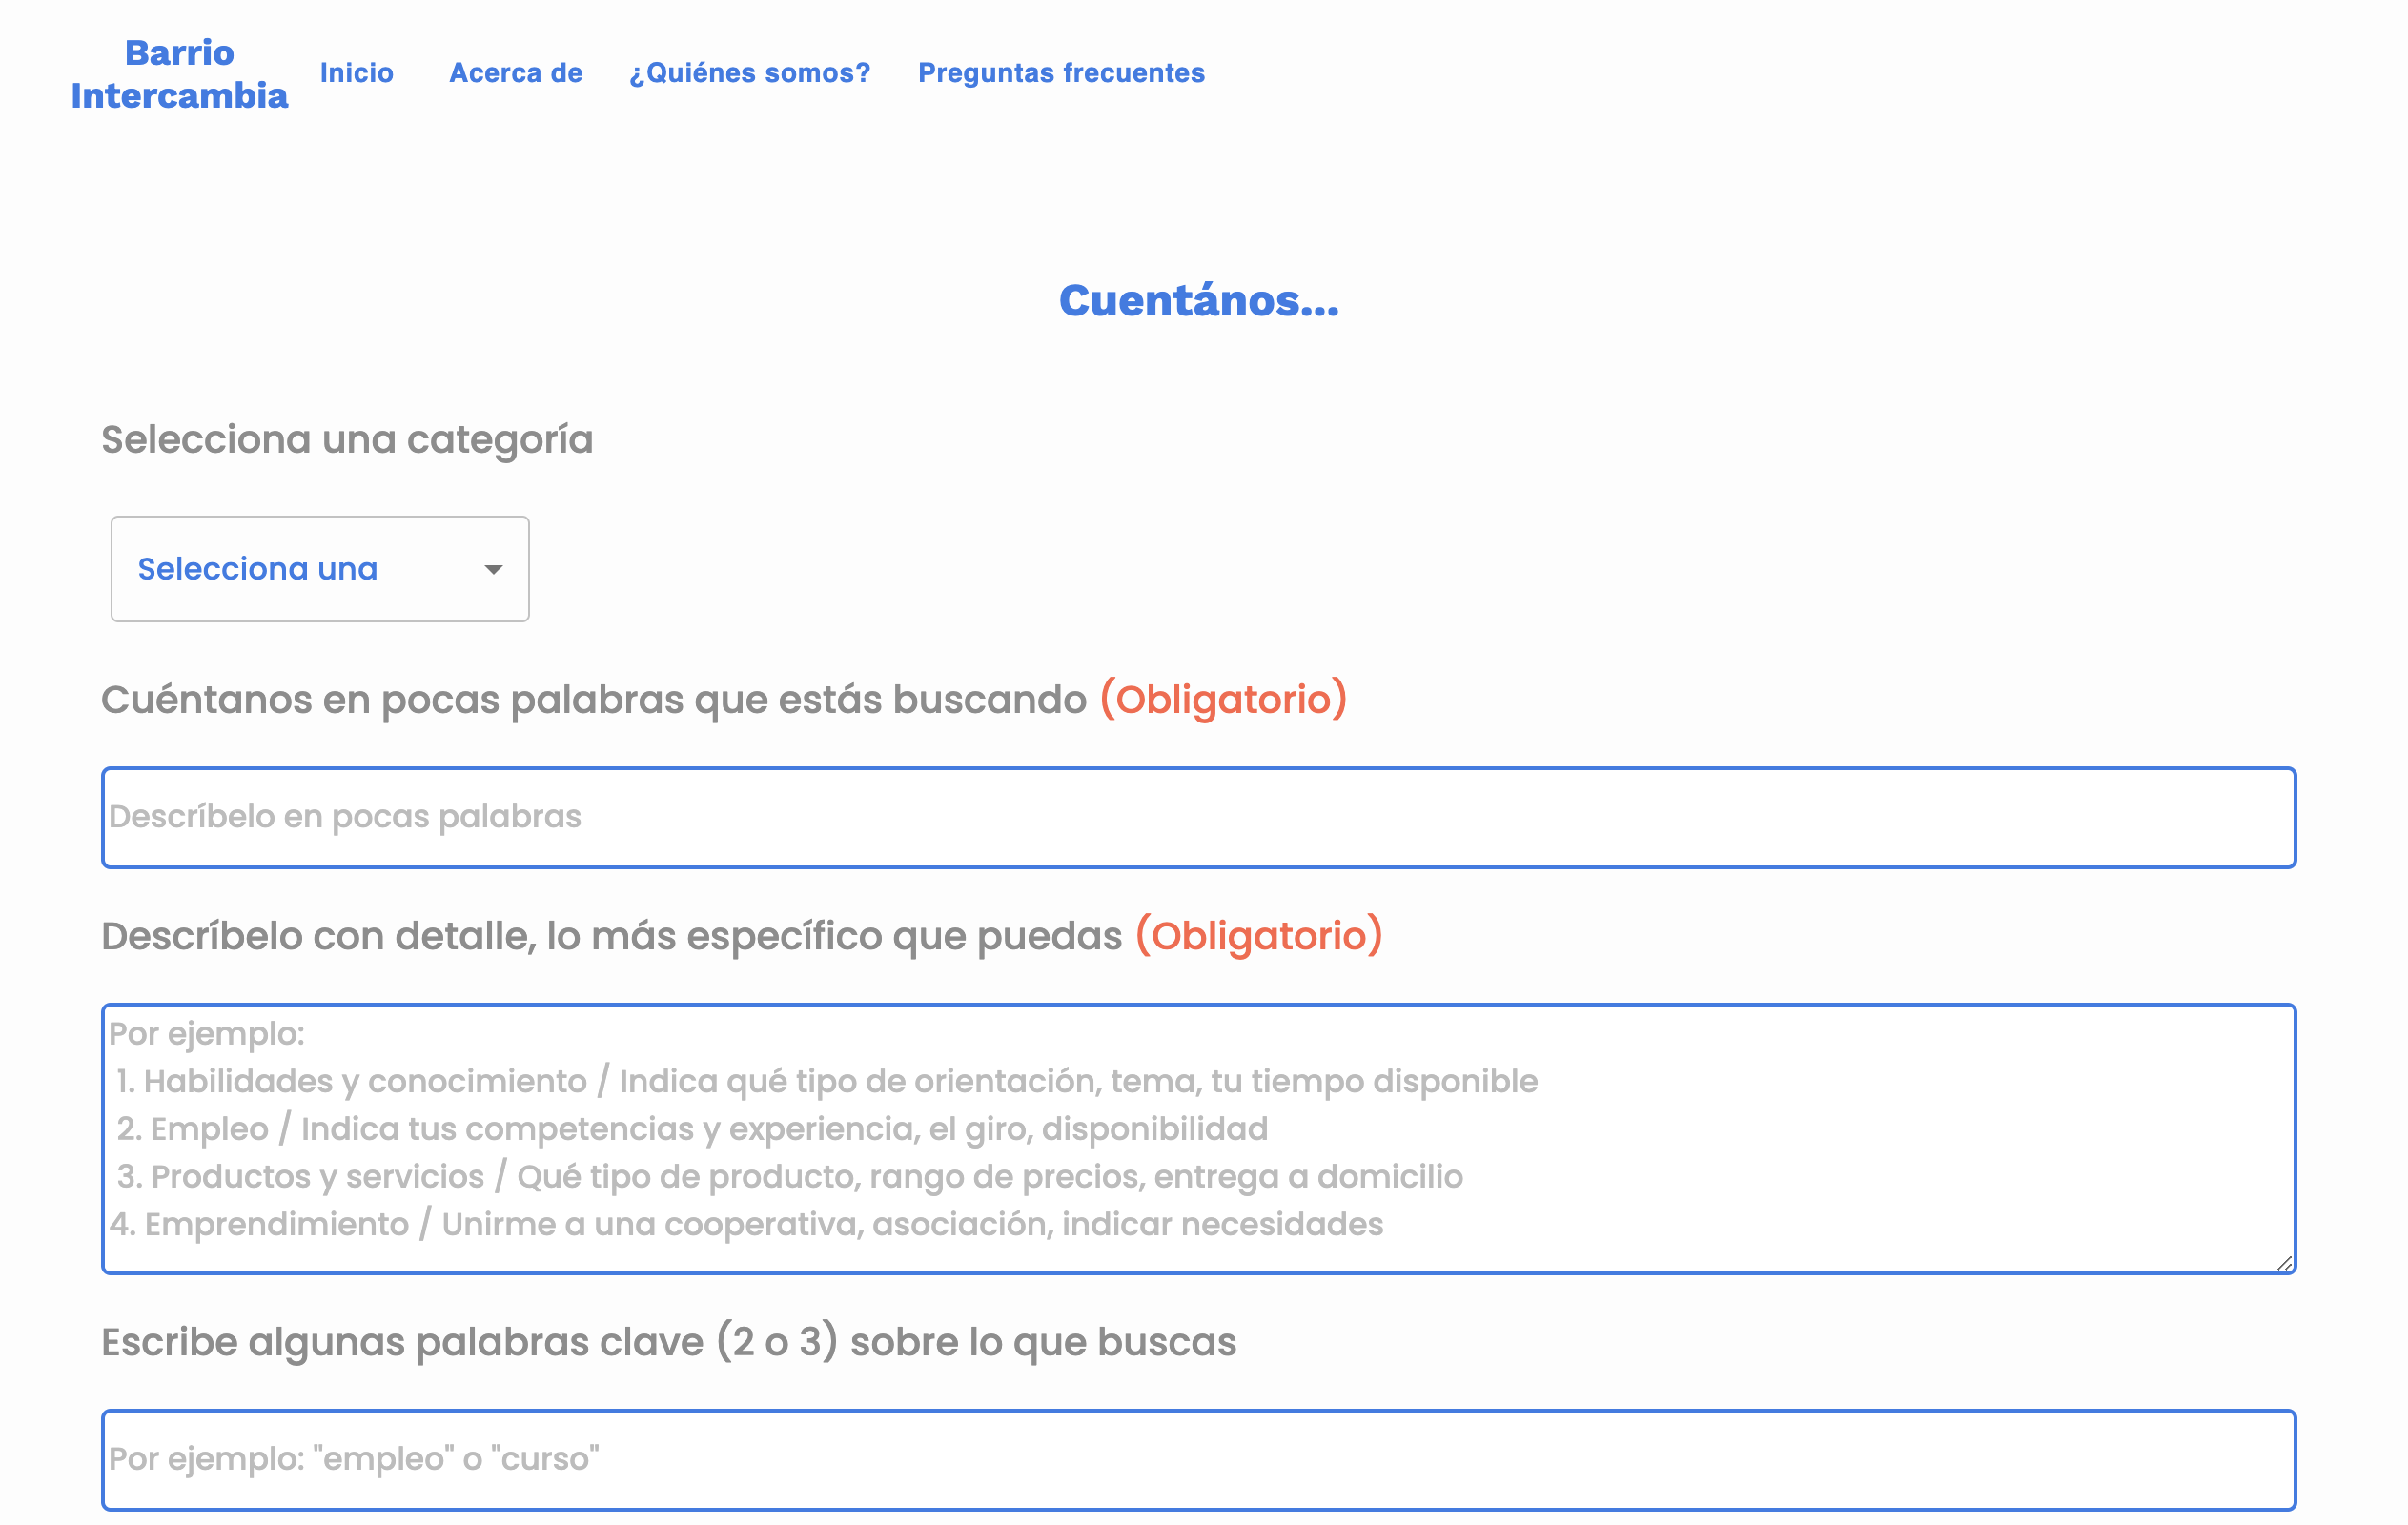 Barrio
Intercambia
Inicio
Acerca de
¿Quiénes somos?
Preguntas frecuentes
Cuentános...
Selecciona una categoría
Selecciona una
Cuéntanos en pocas palabras que estás buscando (Obligatorio)
Descríbelo en pocas palabras
Descríbelo con detalle, lo más específico que puedas (Obligatorio)
Por ejemplo:
1. Habilidades y conocimiento / Indica qué tipo de orientación, tema, tu tiempo disponible
2. Empleo / Indica tus competencias y experiencia, el giro, disponibilidad
3. Productos y servicios / Qué tipo de producto, rango de precios, entrega a domicilio
4. Emprendimiento / Unirme a una cooperativa, asociación, indicar necesidades
Escribe algunas palabras clave (2 o 3) sobre lo que buscas
Por ejemplo: "empleo" o "curso"